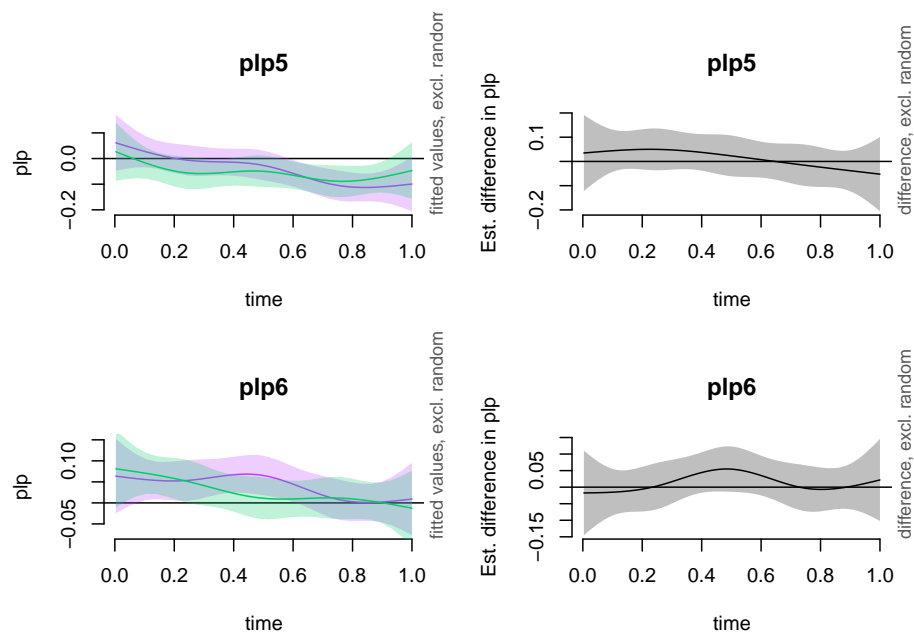 plp5
plp
0.0
−0.2
0.0 0.2 0.4 0.6 0.8 1.0
time
fitted values, excl. random
plp5
Est. difference in plp
0.1
−0.2
0.0 0.2 0.4 0.6 0.8 1.0
time
difference, excl. random
plp6
plp
0.10
−0.05
0.0 0.2 0.4 0.6 0.8 1.0
time
fitted values, excl. random
plp6
Est. difference in plp
0.05
−0.15
0.0 0.2 0.4 0.6 0.8 1.0
time
difference, excl. random